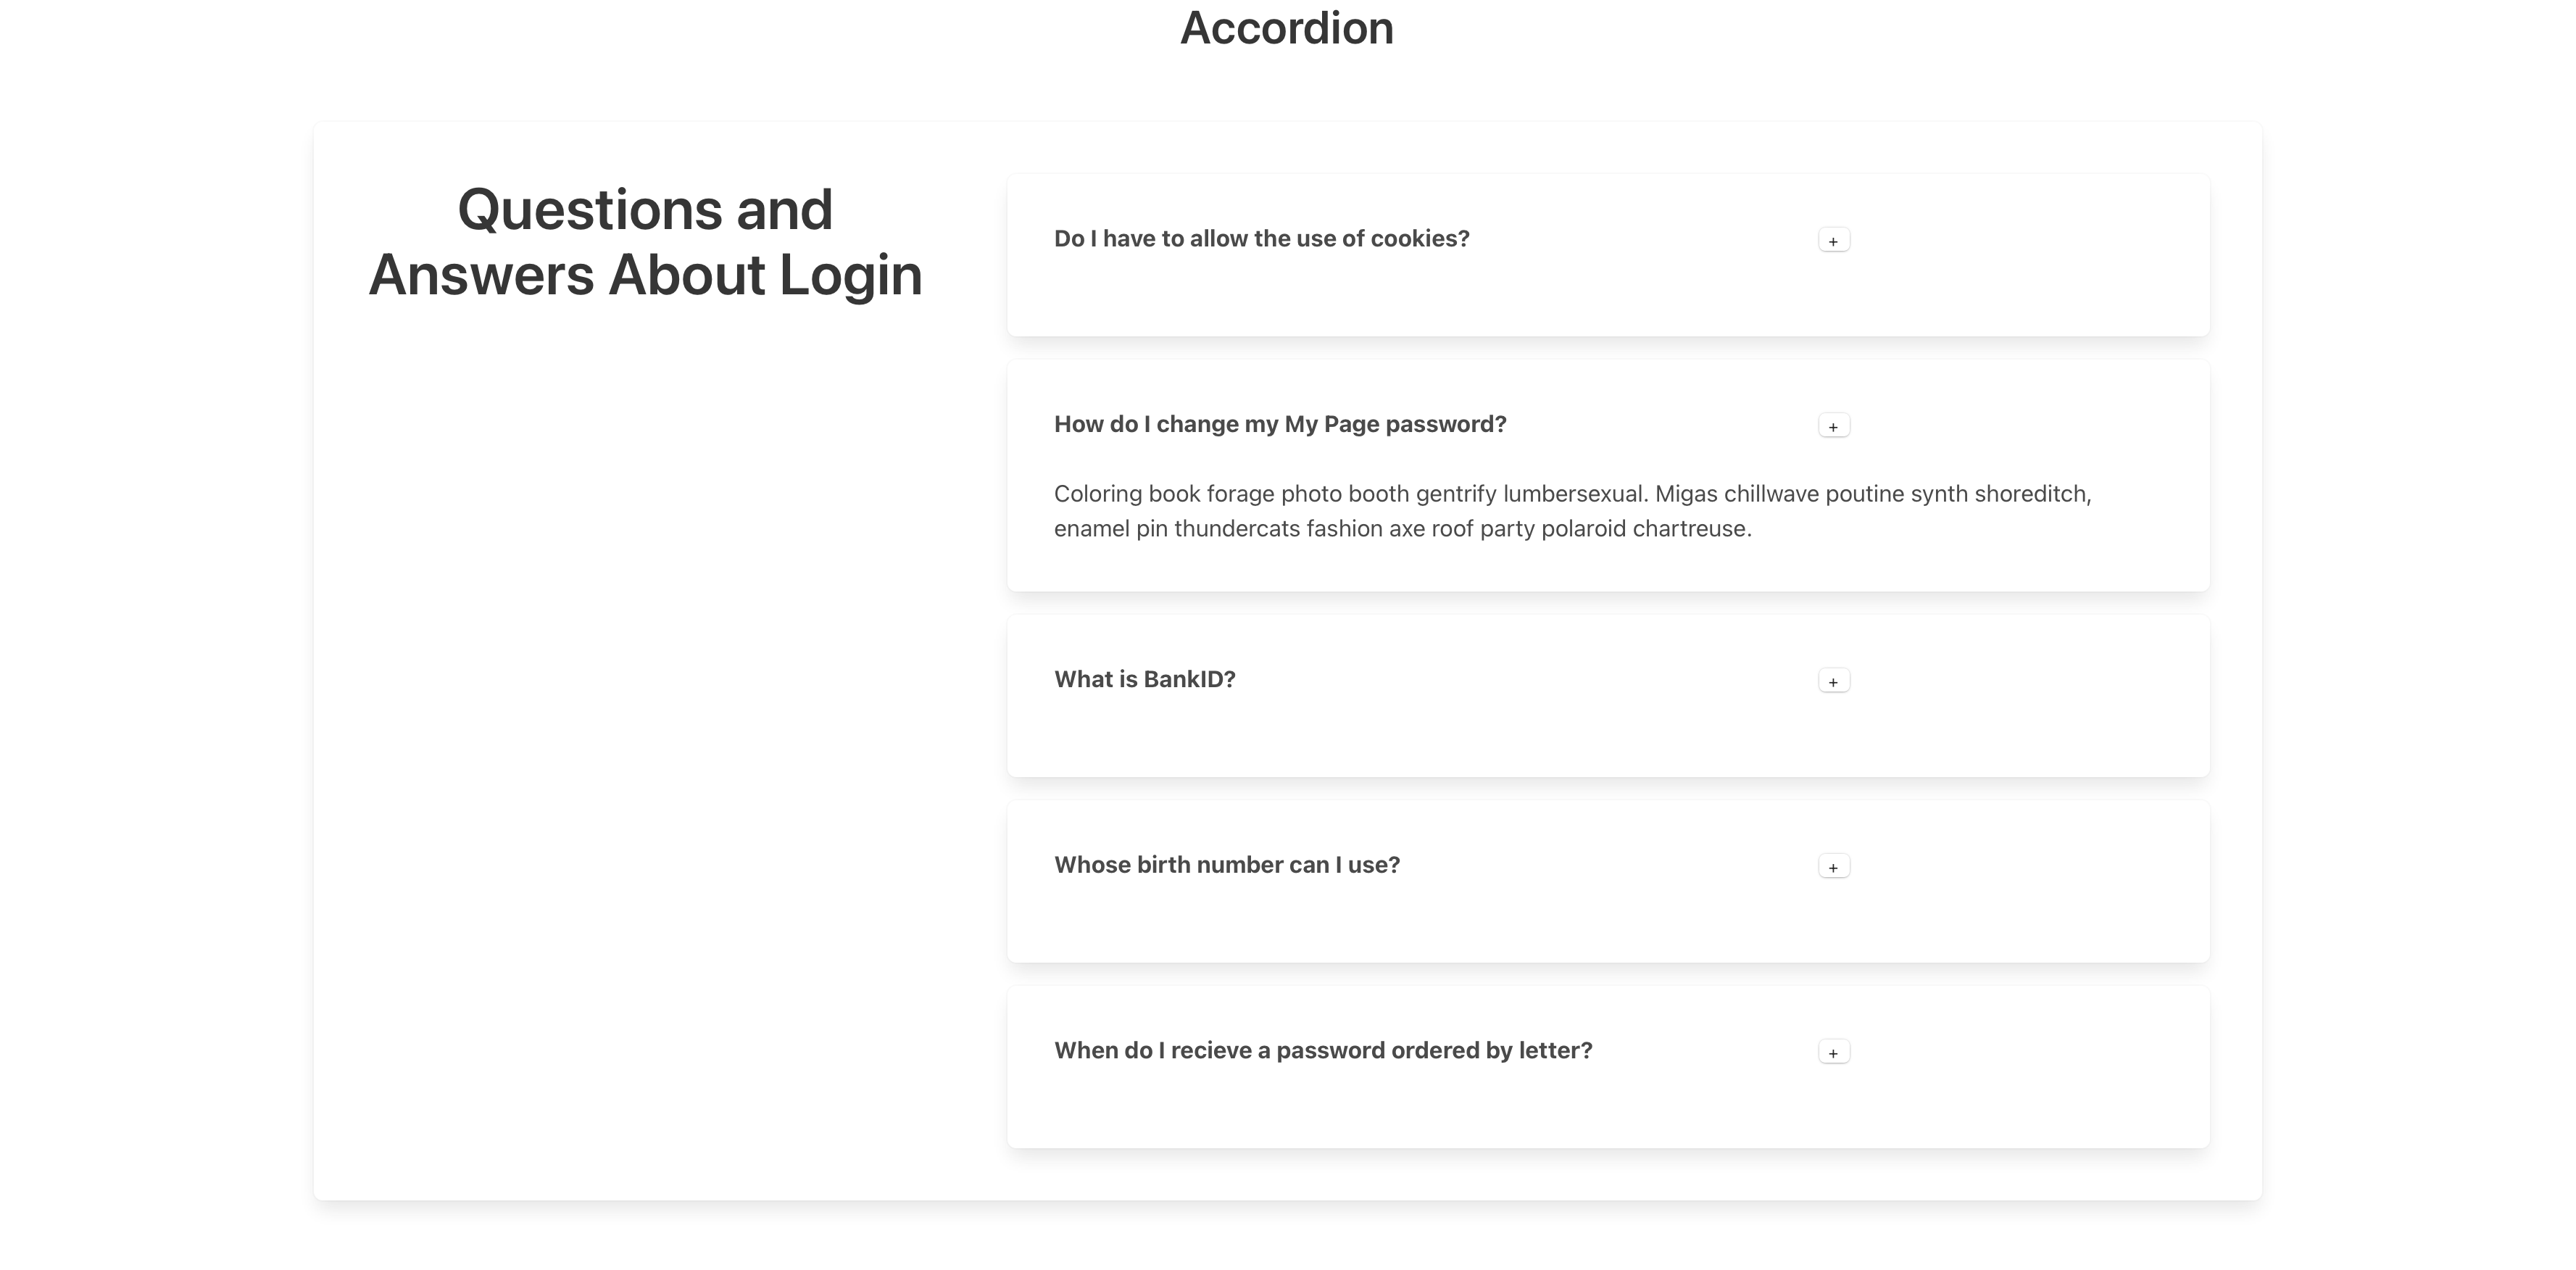 Accordion
Questions and
Answers About Login
Do I have to allow the use of cookies?
+
How do I change my My Page password?
+
Coloring book forage photo booth gentrify lumbersexual. Migas chillwave poutine synth shoreditch,
enamel pin thundercats fashion axe roof party polaroid chartreuse.
What is BankID?
+
Whose birth number can I use?
+
When do I recieve a password ordered by letter?
+